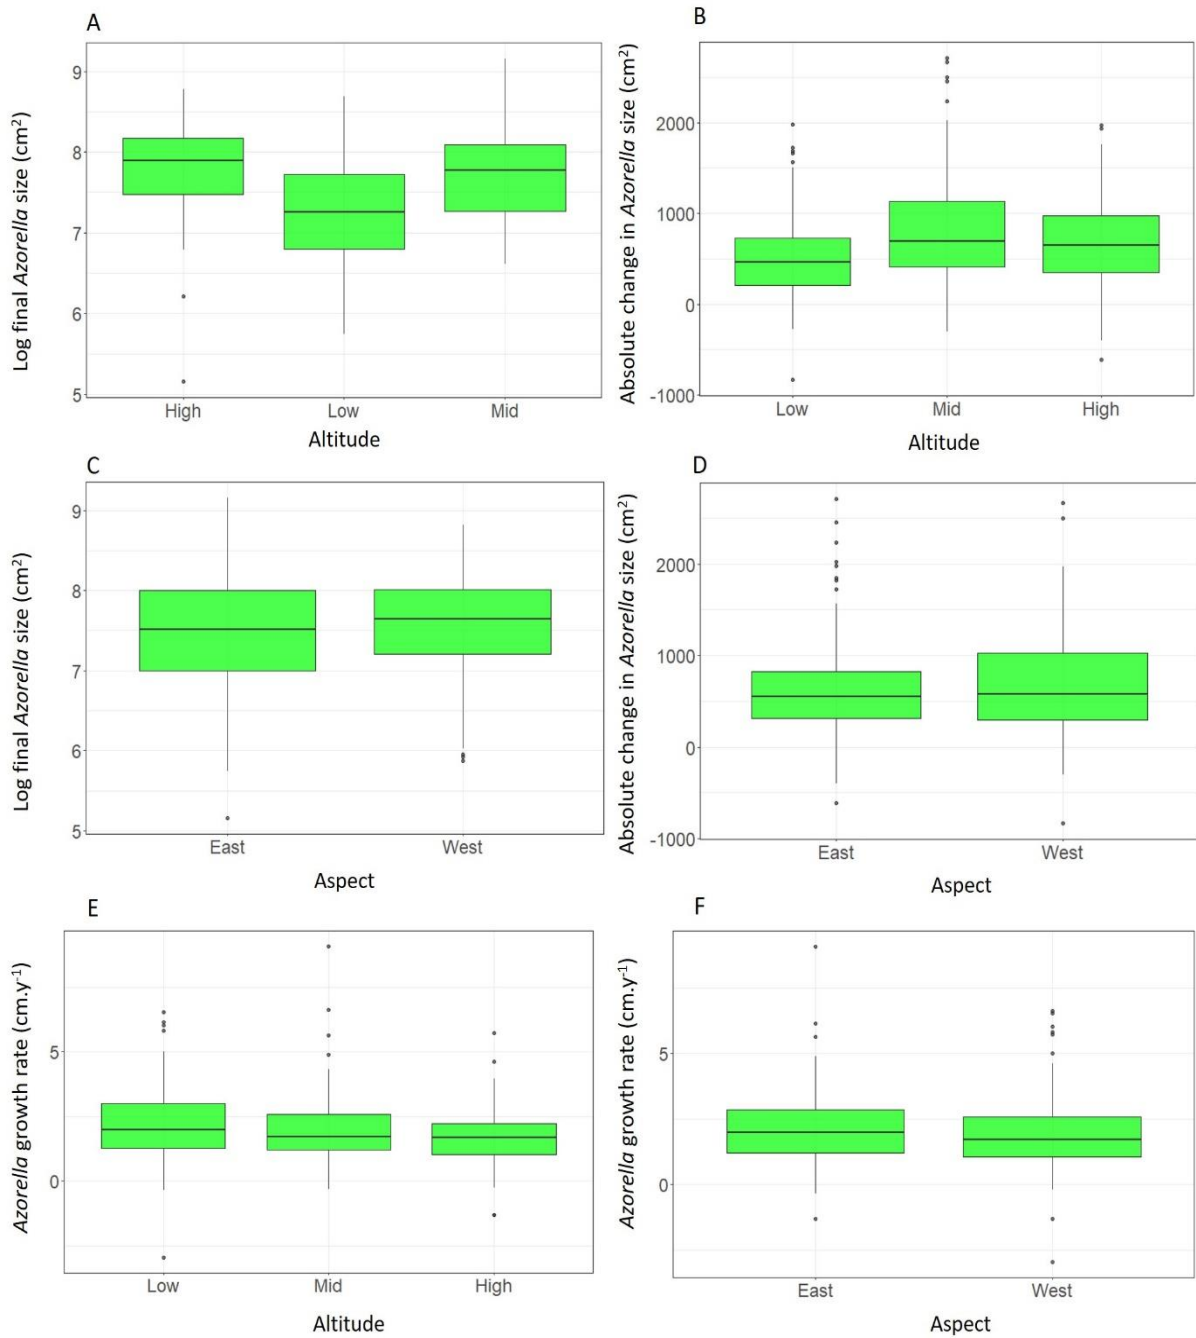 A
Log final Azorella size (cm²)
9
8
7
6
5
High Low Mid
Altitude
B
Absolute change in Azorella size (cm²)
2000
1000
0
-1000
Low Mid High
Altitude
C
Log final Azorella size (cm²)
9
8
7
6
5
East West
Aspect
D
Absolute change in Azorella size (cm²)
2000
1000
0
-1000
East West
Aspect
E
Azorella growth rate (cm.y⁻¹)
5
0
Low Mid High
Altitude
F
Azorella growth rate (cm.y⁻¹)
5
0
East West
Aspect